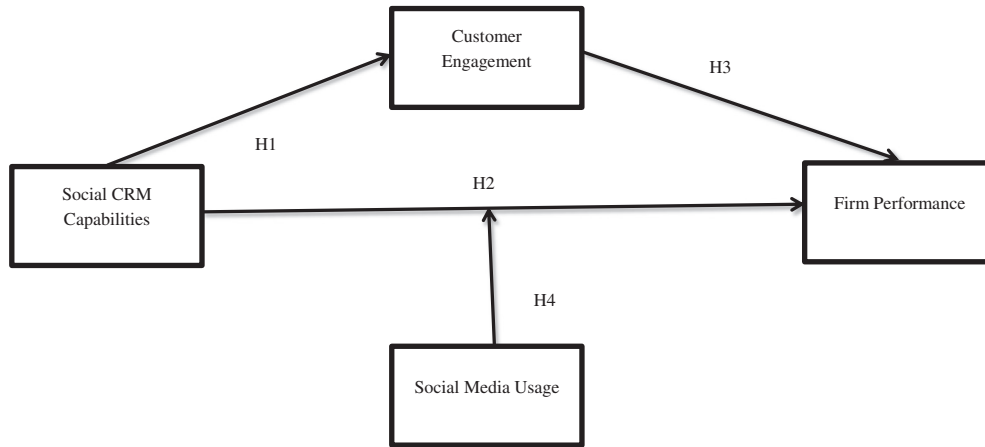 Customer
Engagement
H3
H1
Social CRM
Capabilities
H2
Firm Performance
H4
Social Media Usage